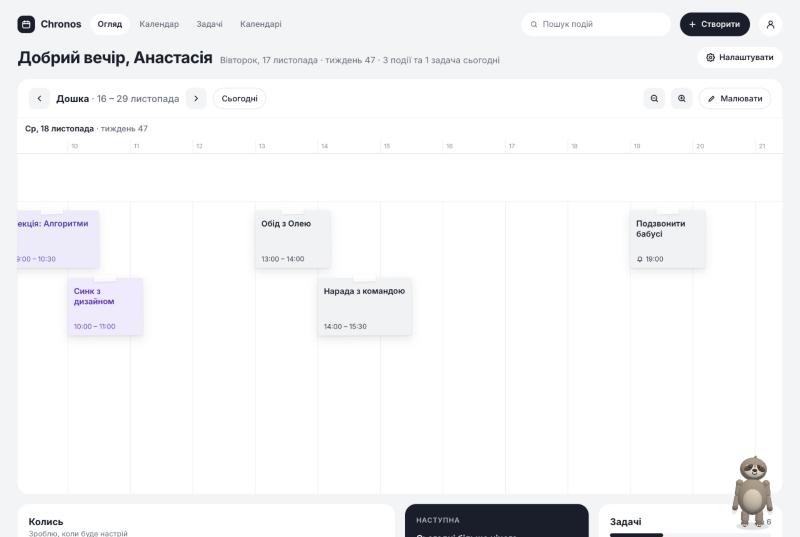 Chronos
Огляд
Календар
Задачі
Календарі
Пошук подій
+ Створити
Добрий вечір, Анастасія
Вівторок, 17 листопада · тиждень 47 · 3 події та 1 задача сьогодні
Налаштувати
Дошка · 16 – 29 листопада
Сьогодні
Малювати
Ср, 18 листопада · тиждень 47
10 11 12 13 14 15 16 17 18 19 20 21
екція: Алгоритми
9:00 – 10:30
Обід з Олею
13:00 – 14:00
Подзвонити
бабусі
19:00
Синк з
дизайном
10:00 – 11:00
Нарада з командою
14:00 – 15:30
Колись
Зроблю, коли буде настрій
НАСТУПНА
Задачі
6